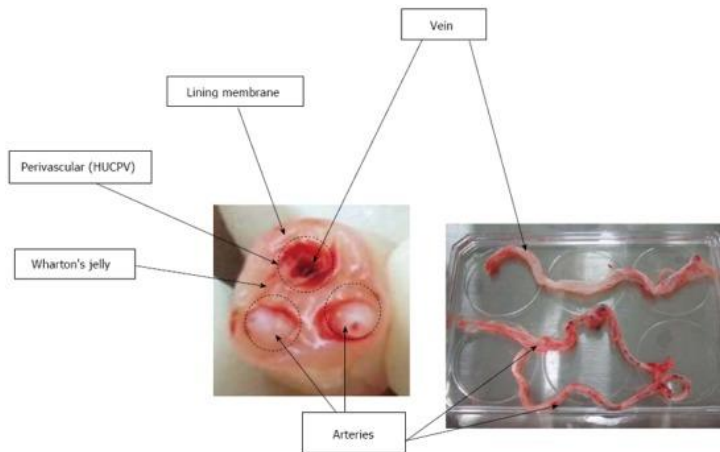 Vein
Lining membrane
Perivascular (HUCPV)
Wharton's jelly
Arteries